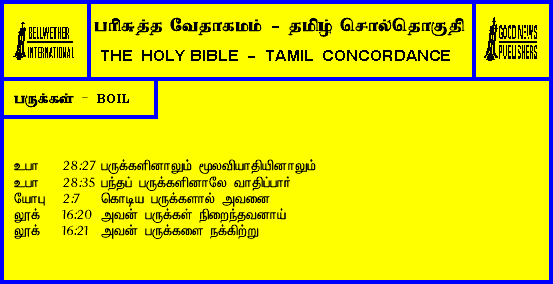 BELLWETHER
INTERNATIONAL
பரிசுத்த வேதாகமம் - தமிழ் சொல்தொகுதி
THE HOLY BIBLE - TAMIL CONCORDANCE
GOOD NEWS
PUBLISHERS
பருக்கள் - BOIL
உபா 28:27 பருக்களினாலும் மூலவியாதியினாலும்
உபா 28:35 பந்தப் பருக்களினாலே வாதிப்பார்
யோபு 2:7 கொடிய பருக்களால் அவனை
லூக் 16:20 அவன் பருக்கள் நிறைந்தவனாய்
லூக் 16:21 அவன் பருக்களை நக்கிற்று